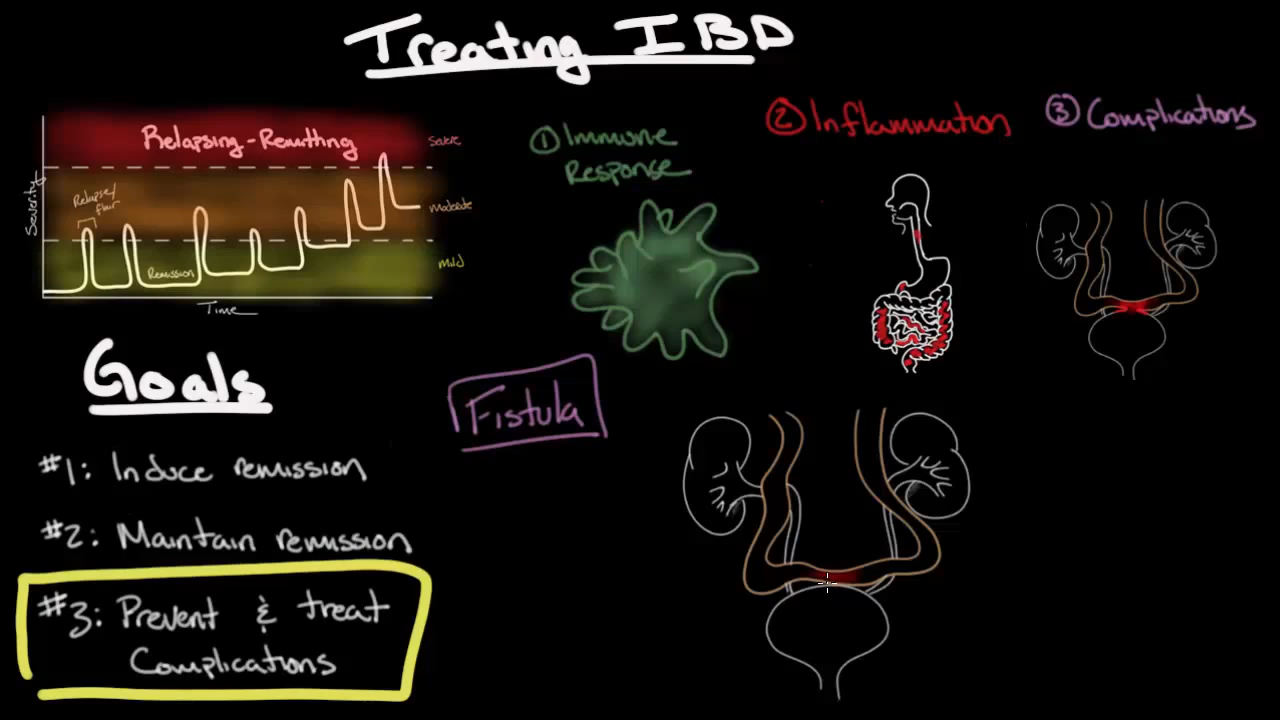 Treating IBD
Relapsing-Remitting
Severe
Moderate
Mild
Severity
Relapse/
flair
Remission
Time
① Immune
Response
② Inflammation
③ Complications
Goals
#1: Induce remission
#2: Maintain remission
#3: Prevent & treat
Complications
Fistula